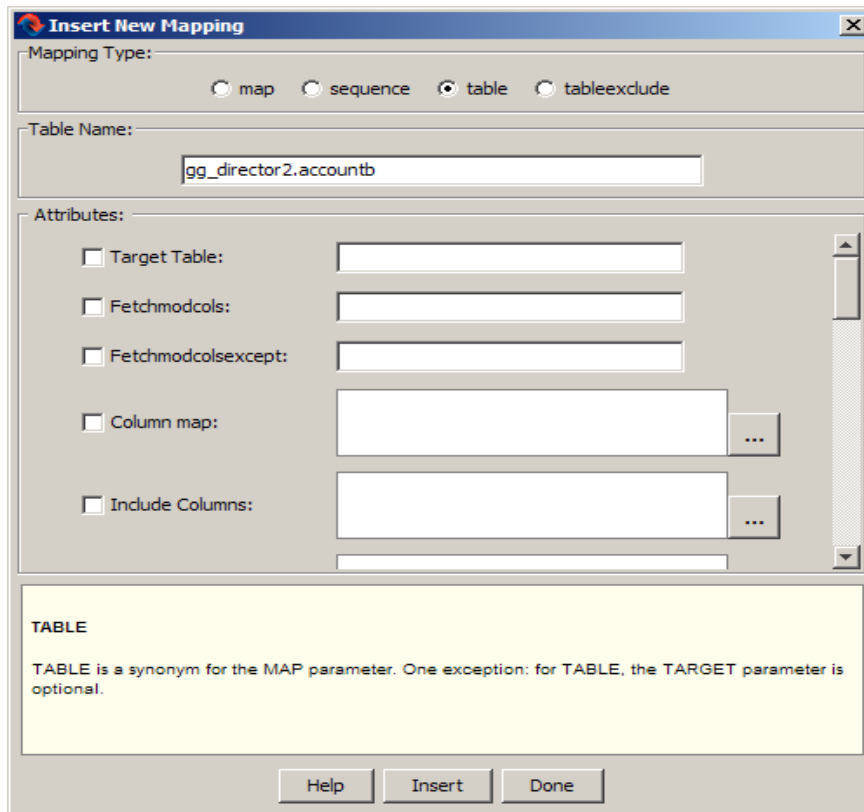 Insert New Mapping
Mapping Type:
map sequence table tableexclude
Table Name:
gg_director2.accountb
Attributes:
Target Table:
Fetchmodcols:
Fetchmodcolsexcept:
Column map:
...
Include Columns:
...
TABLE
TABLE is a synonym for the MAP parameter. One exception: for TABLE, the TARGET parameter is
optional.
Help Insert Done